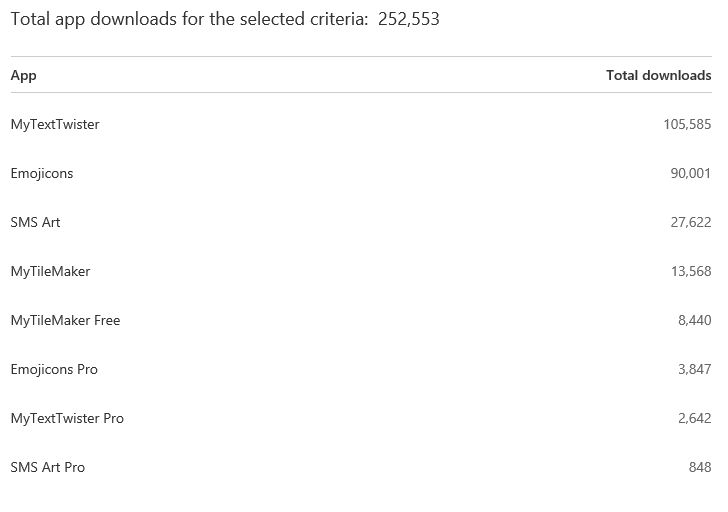 Total app downloads for the selected criteria: 252,553
App Total downloads
MyTextTwister 105,585
Emojicons 90,001
SMS Art 27,622
MyTileMaker 13,568
MyTileMaker Free 8,440
Emojicons Pro 3,847
MyTextTwister Pro 2,642
SMS Art Pro 848